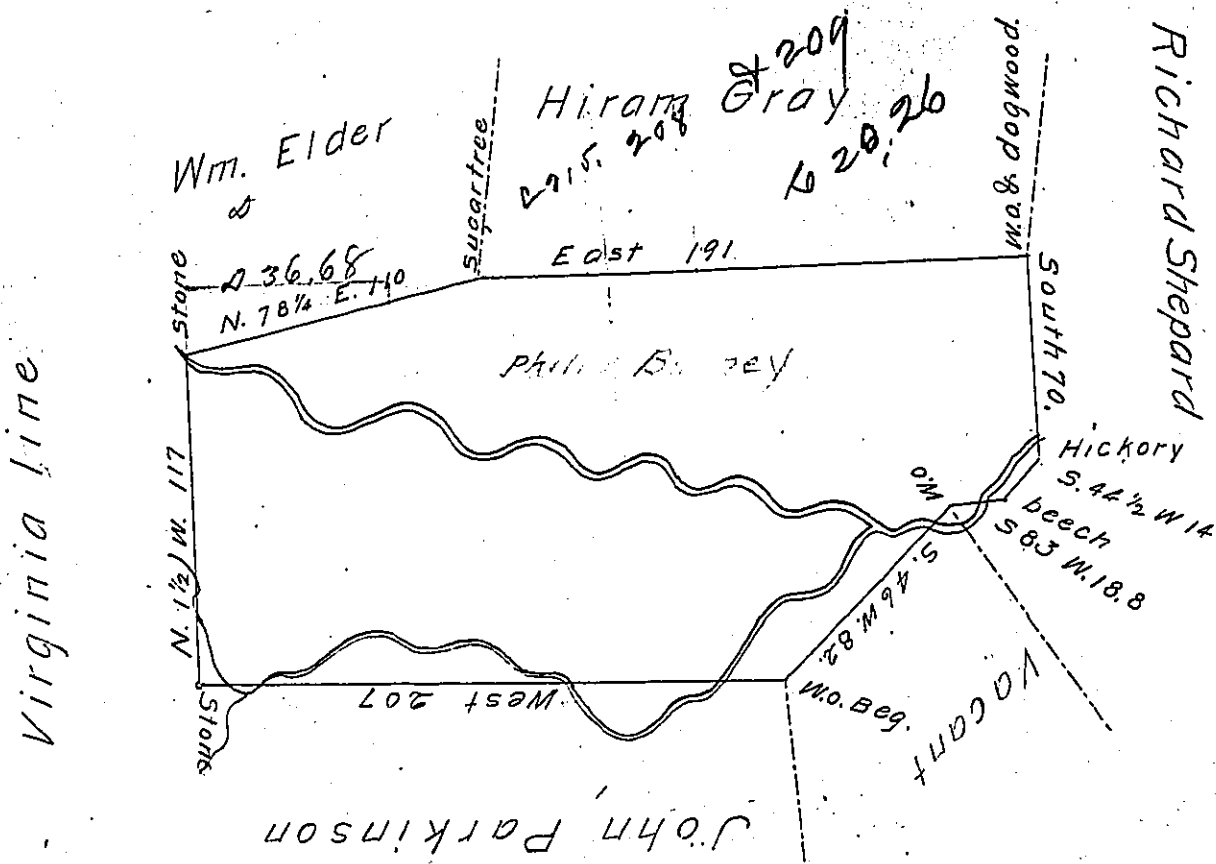 Richard Shepard
Hiram Gray
& 209
Wm. Elder
Stone
N. 78¼ E. 110
sugartree
East 191
W.O. & dogwood.
South 70.
Hickory
S. 44½ W 14
beech
S 83 W. 18.8
W.O.
S. 46 W. 82.
W.O. Beg.
Vacant
West 207
Stone
N. 1½ W. 117
Virginia Line
John Parkinson